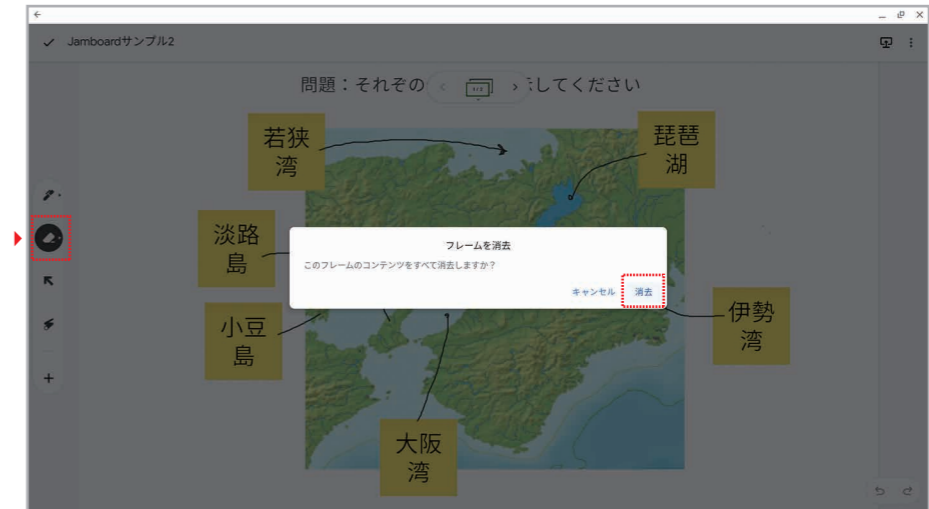 Jamboardサンプル2
問題：それぞの
示してください
若狭
湾
琵琶
湖
淡路
島
フレームを消去
このフレームのコンテンツをすべて消去しますか？
キャンセル
消去
小豆
島
伊勢
湾
大阪
湾